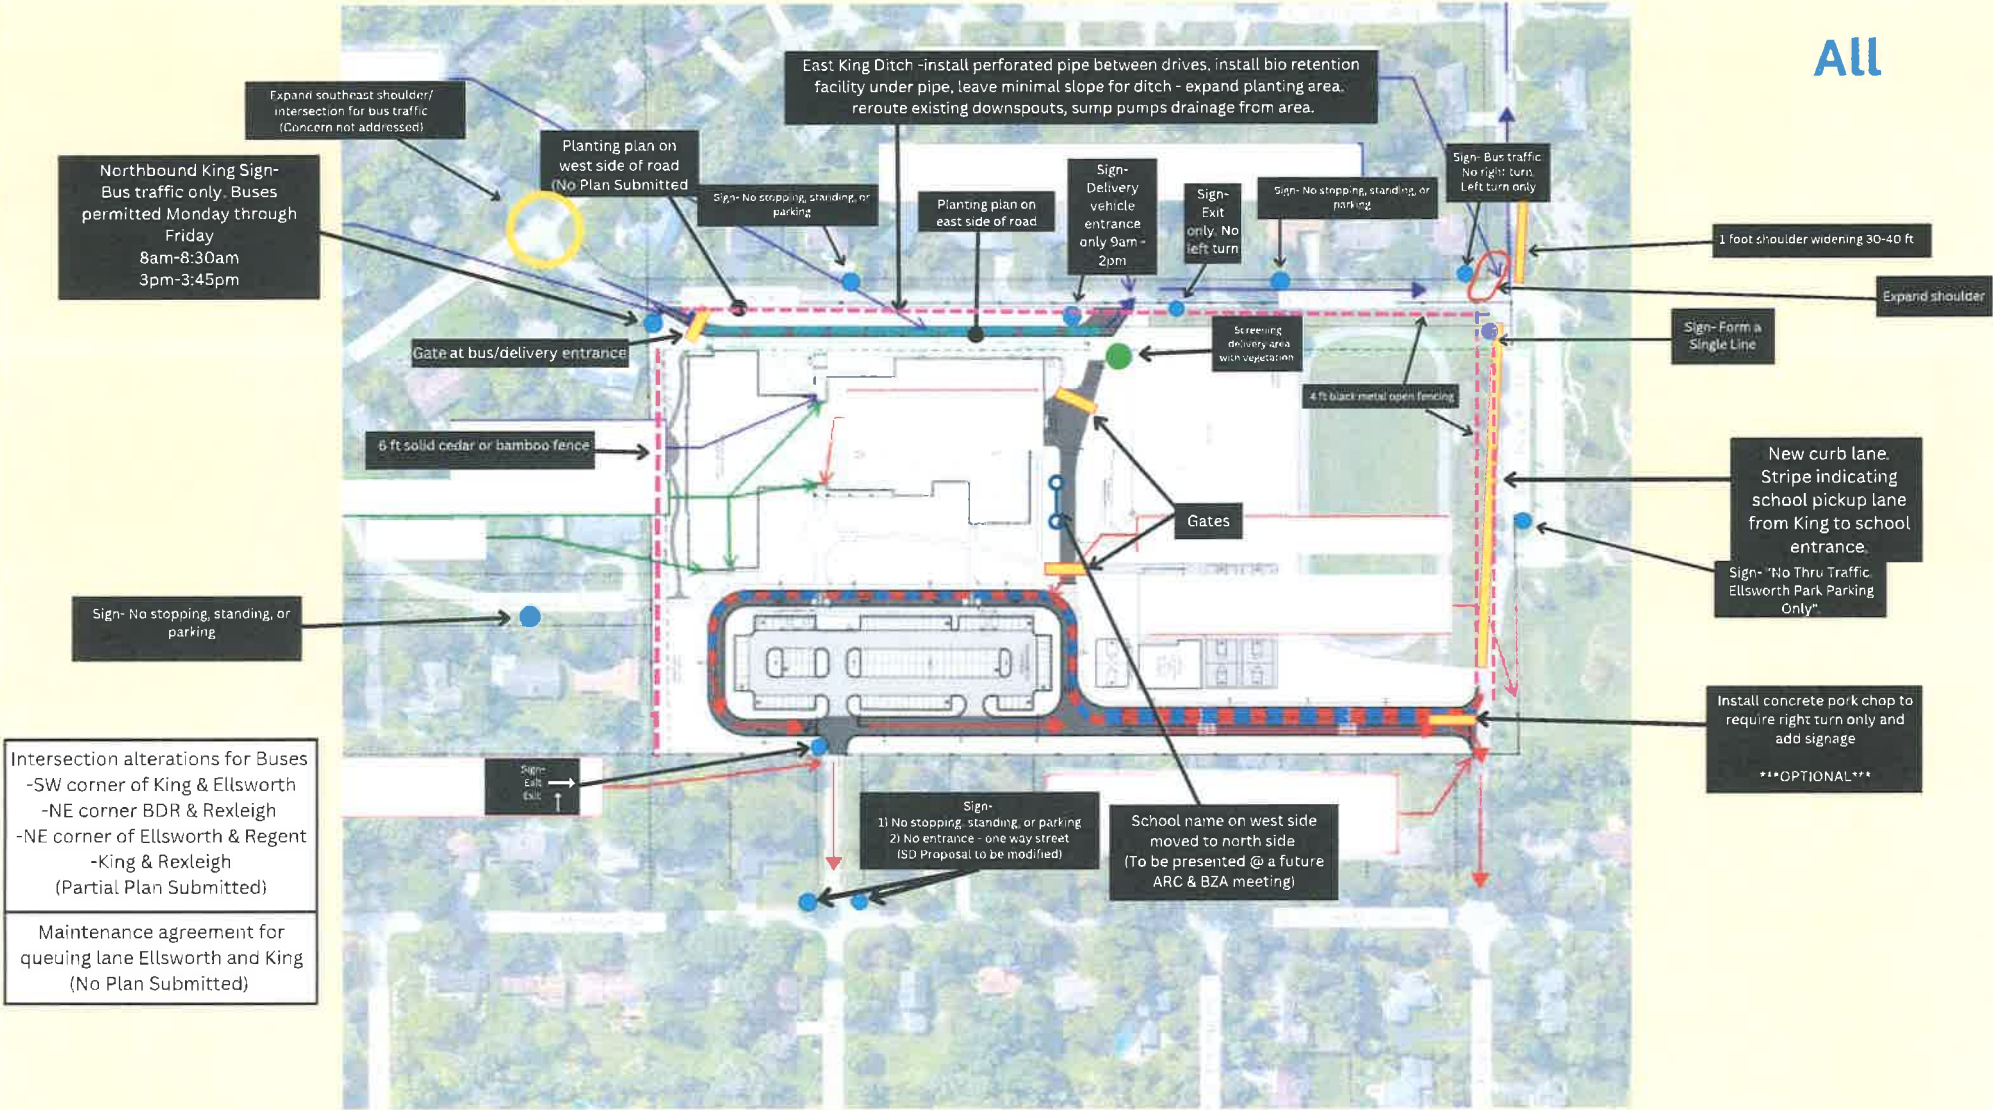 All
East King Ditch -install perforated pipe between drives, install bio retention
facility under pipe, leave minimal slope for ditch - expand planting area,
reroute existing downspouts, sump pumps drainage from area.
Expand southeast shoulder/
intersection for bus traffic
(Concern not addressed)
Planting plan on
west side of road
(No Plan Submitted
Northbound King Sign-
Bus traffic only. Buses
permitted Monday through
Friday
8am-8:30am
3pm-3:45pm
Sign- No stopping, standing, or
parking
Planting plan on
east side of road
Sign-
Delivery
vehicle
entrance
only 9am -
2pm
Sign-
Exit
only. No
left turn
Sign- No stopping, standing, or
parking
Sign- Bus traffic
No right turn,
Left turn only
1 foot shoulder widening 30-40 ft
Expand shoulder
Sign- Form a
Single Line
Gate at bus/delivery entrance
Screening
delivery area
with vegetation
4 ft black metal open fencing
6 ft solid cedar or bamboo fence
Gates
New curb lane.
Stripe indicating
school pickup lane
from King to school
entrance.
Sign- "No Thru Traffic.
Ellsworth Park Parking
Only".
Sign- No stopping, standing, or
parking
Install concrete pork chop to
require right turn only and
add signage
***OPTIONAL***
Intersection alterations for Buses
-SW corner of King & Ellsworth
-NE corner BDR & Rexleigh
-NE corner of Ellsworth & Regent
-King & Rexleigh
(Partial Plan Submitted)
Maintenance agreement for
queuing lane Ellsworth and King
(No Plan Submitted)
Sign-
Exit →
Exit ↑
Sign-
1) No stopping, standing, or parking
2) No entrance - one way street
(SD Proposal to be modified)
School name on west side
moved to north side
(To be presented @ a future
ARC & BZA meeting)